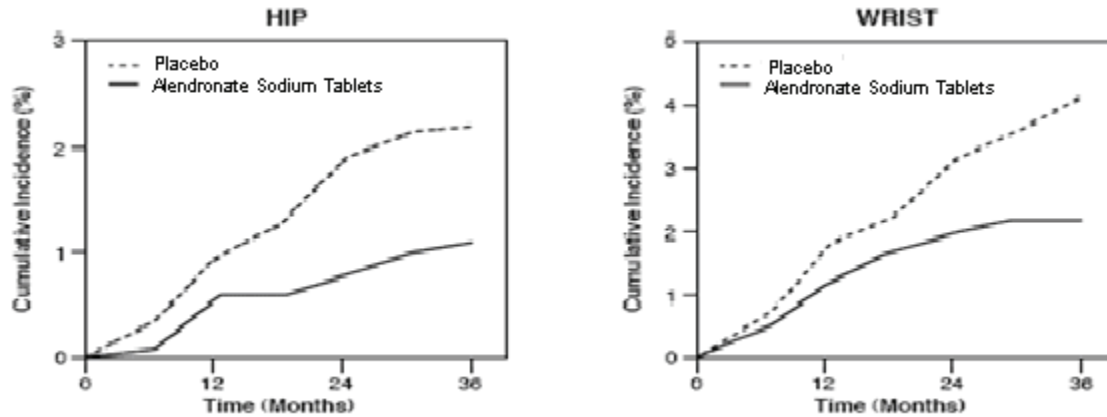 HIP
3
2
1
0
Placebo
Alendronate Sodium Tablets
Cumulative Incidence (%)
0 12 24 36
Time (Months)
WRIST
5
4
3
2
1
0
Placebo
Alendronate Sodium Tablets
Cumulative Incidence (%)
0 12 24 36
Time (Months)